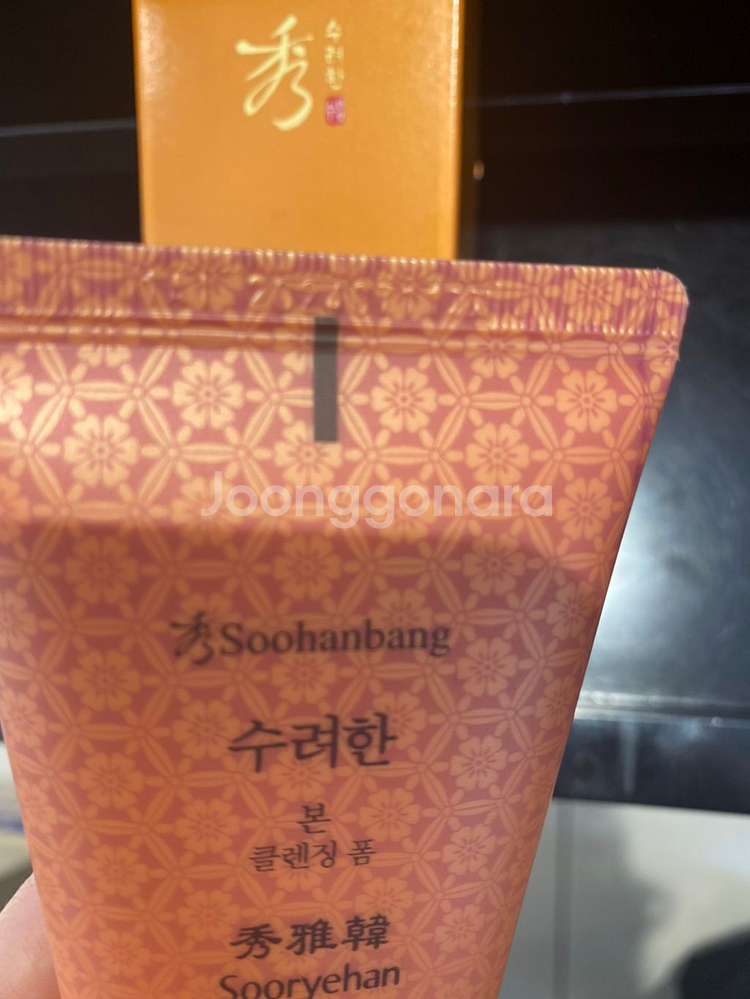 秀 수려한
Joonggonara
秀Soohanbang
수려한
본
클렌징 폼
秀雅韓
Sooryehan